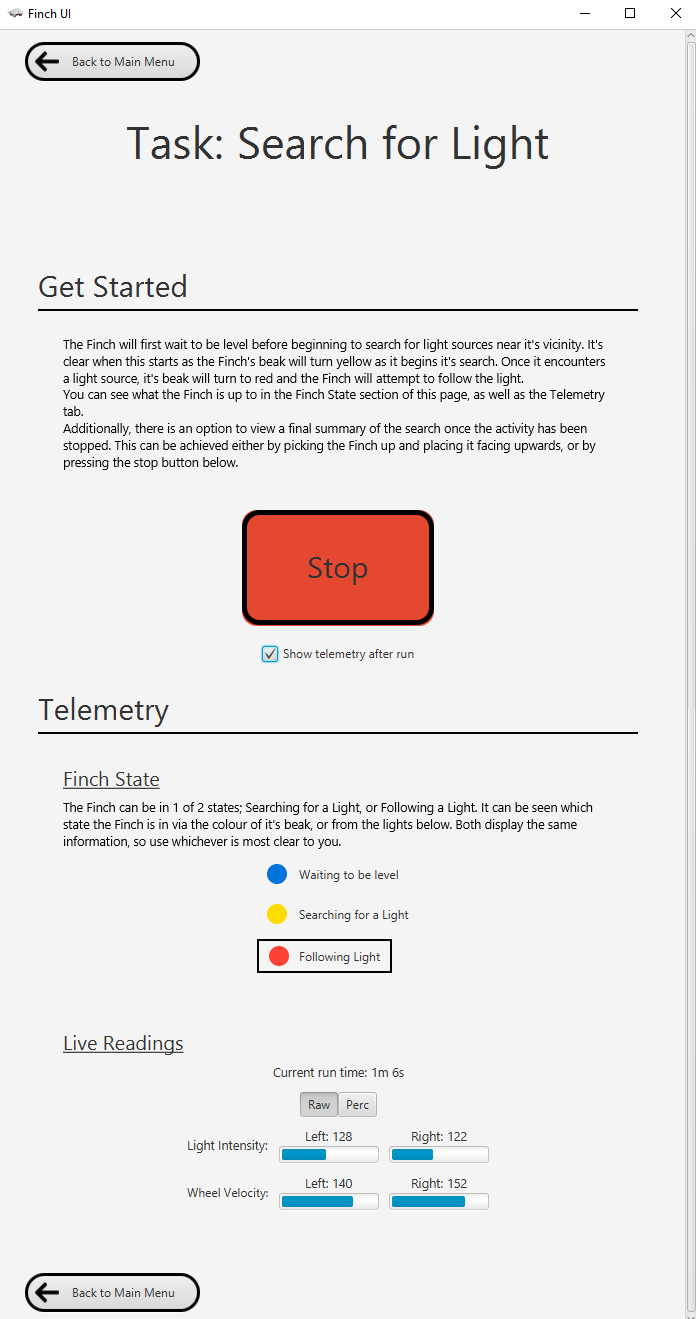 Finch UI
Back to Main Menu
Task: Search for Light
Get Started
The Finch will first wait to be level before beginning to search for light sources near it's vicinity. It's
clear when this starts as the Finch's beak will turn yellow as it begins it's search. Once it encounters
a light source, it's beak will turn to red and the Finch will attempt to follow the light.
You can see what the Finch is up to in the Finch State section of this page, as well as the Telemetry
tab.
Additionally, there is an option to view a final summary of the search once the activity has been
stopped. This can be achieved either by picking the Finch up and placing it facing upwards, or by
pressing the stop button below.
Stop
Show telemetry after run
Telemetry
Finch State
The Finch can be in 1 of 2 states; Searching for a Light, or Following a Light. It can be seen which
state the Finch is in via the colour of it's beak, or from the lights below. Both display the same
information, so use whichever is most clear to you.
Waiting to be level
Searching for a Light
Following Light
Live Readings
Current run time: 1m 6s
Raw Perc
Left: 128 Right: 122
Light Intensity:
Left: 140 Right: 152
Wheel Velocity:
Back to Main Menu